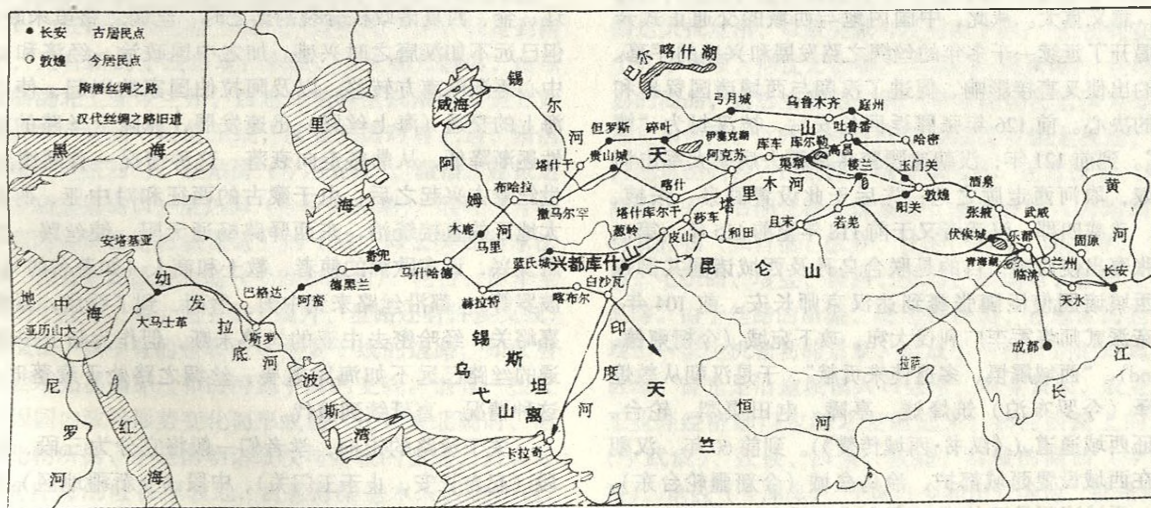 长安 古居民点
敦煌 今居民点
隋唐丝绸之路
汉代丝绸之路旧道
黑海
里海
地中海
安塔基亚
亚历山大
大马士革
尼罗河
红海
幼发拉底河
巴格达
斯罗
阿蛮
德黑兰
番兜
马什哈德
波斯湾
咸海
锡尔河
阿姆河
布哈拉
撒马尔罕
木鹿
马里
蓝氏城
赫拉特
喀布尔
白沙瓦
锡斯坦
乌弋山离
卡拉奇
印度河
兴都库什
塔什干
但罗斯
碎叶
贵山城
巴尔喀什湖
弓月城
伊塞克湖
天山
乌鲁木齐
庭州
吐鲁番
高昌
哈密
库车
库尔勒
阿克苏
楼兰
玉门关
敦煌
阳关
喀什
塔什库尔干
葱岭
莎车
皮山
和田
塔里河
且末
若羌
昆仑山
酒泉
张掖
武威
伏俟城
青海湖
乐都
临洮
兰州
固原
天水
长安
黄河
成都
长江
拉萨
恒河
天竺